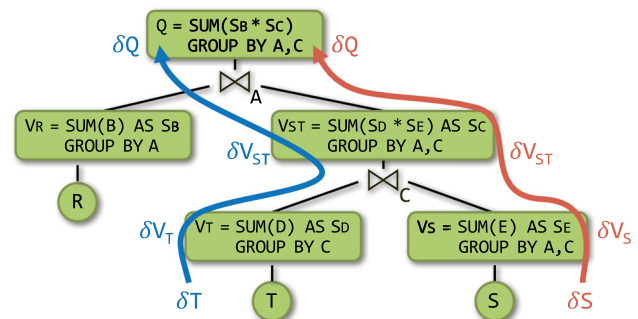 Q = SUM(SB * SC)
GROUP BY A,C
δQ
δQ
A
VR = SUM(B) AS SB
GROUP BY A
VST = SUM(SD * SE) AS SC
GROUP BY A,C
δVST
δVST
R
C
δVT
VT = SUM(D) AS SD
GROUP BY C
VS = SUM(E) AS SE
GROUP BY A,C
δVS
δT
T
S
δS